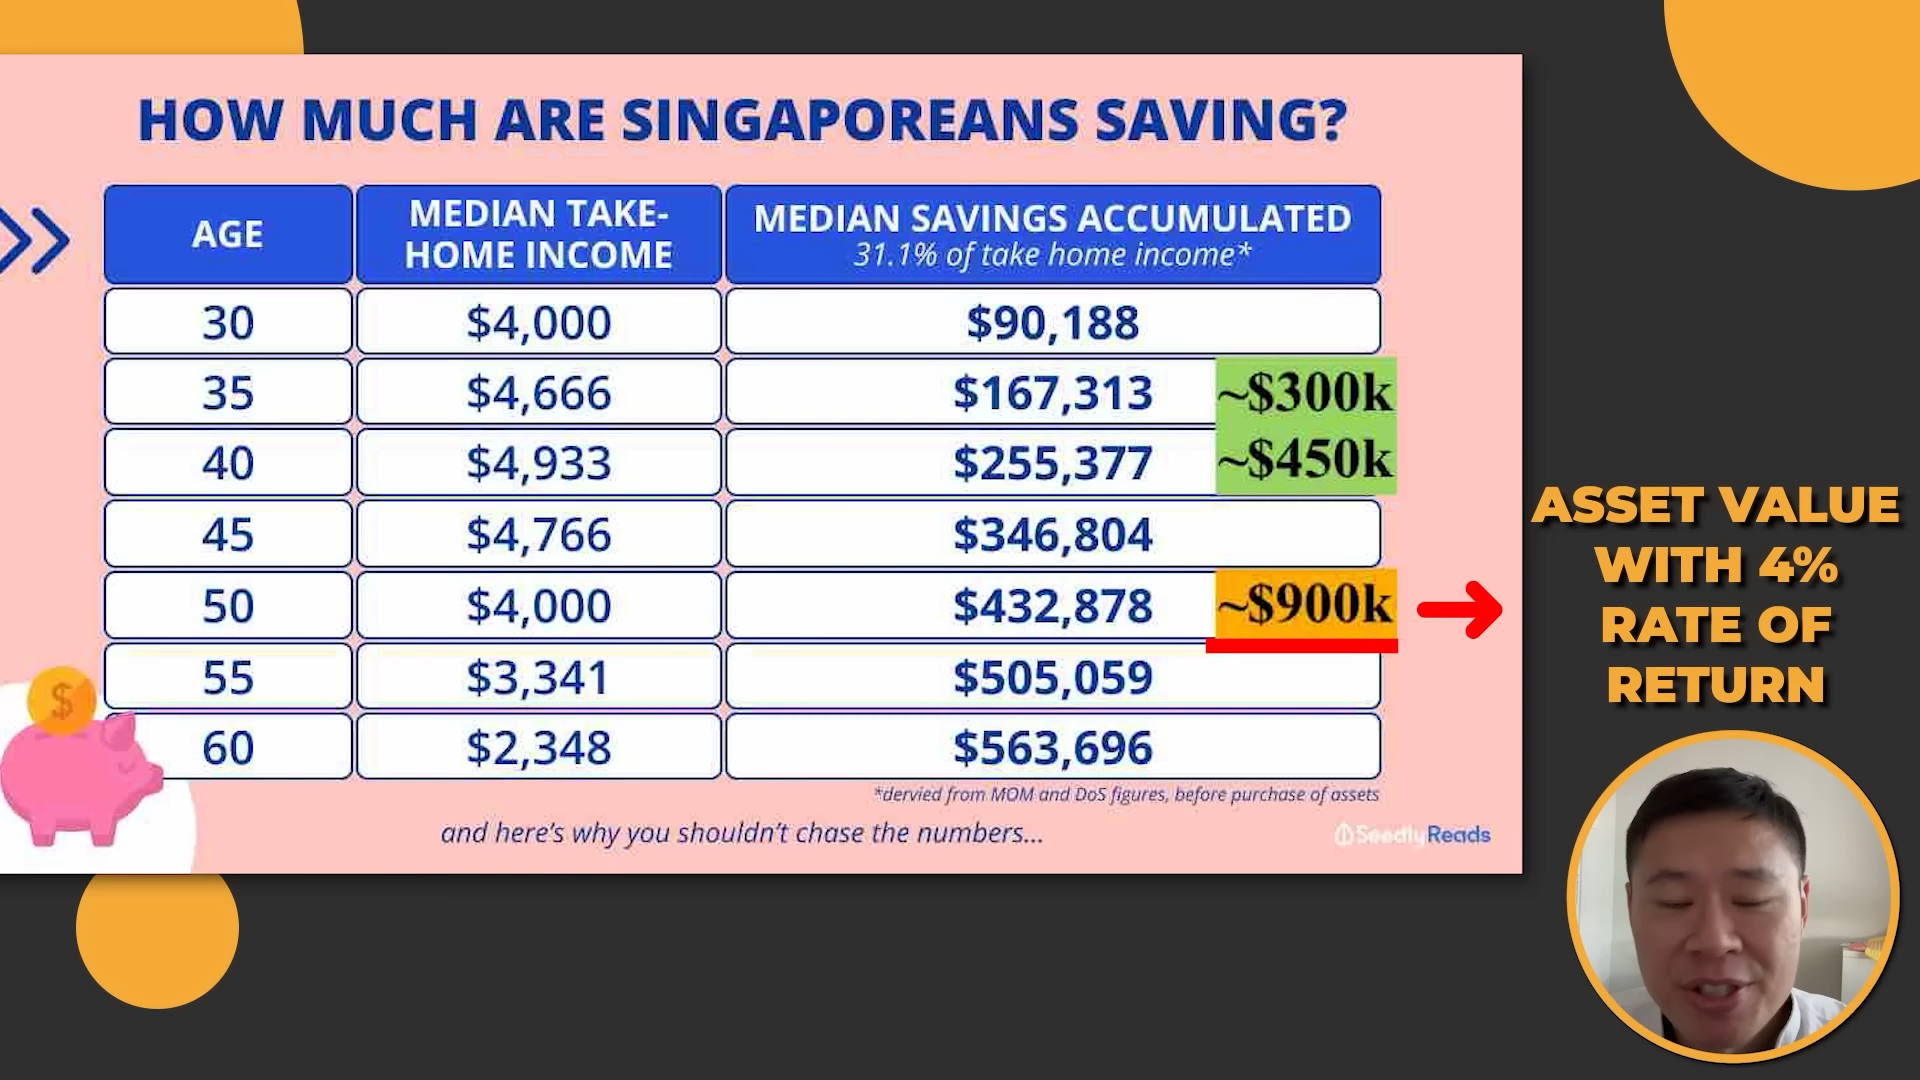 HOW MUCH ARE SINGAPOREANS SAVING?
AGE
MEDIAN TAKE-
HOME INCOME
MEDIAN SAVINGS ACCUMULATED
31.1% of take home income*
30 $4,000 $90,188
35 $4,666 $167,313 ~$300k
40 $4,933 $255,377 ~$450k
45 $4,766 $346,804
50 $4,000 $432,878 ~$900k
55 $3,341 $505,059
60 $2,348 $563,696
$
*dervied from MOM and DoS figures, before purchase of assets
and here's why you shouldn't chase the numbers...
SeedlyReads
ASSET VALUE
WITH 4%
RATE OF
RETURN